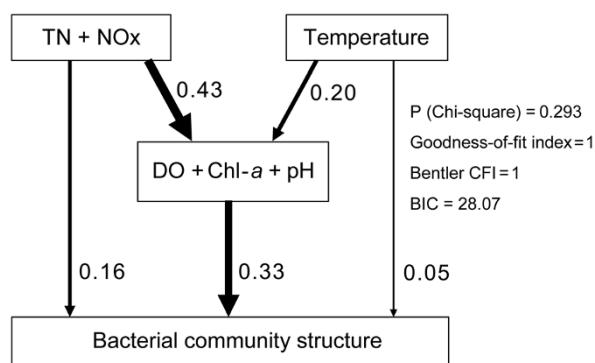 TN + NOx
Temperature
0.43
0.20
P (Chi-square) = 0.293
Goodness-of-fit index=1
Bentler CFI=1
BIC = 28.07
DO + Chl-a + pH
0.16
0.33
0.05
Bacterial community structure